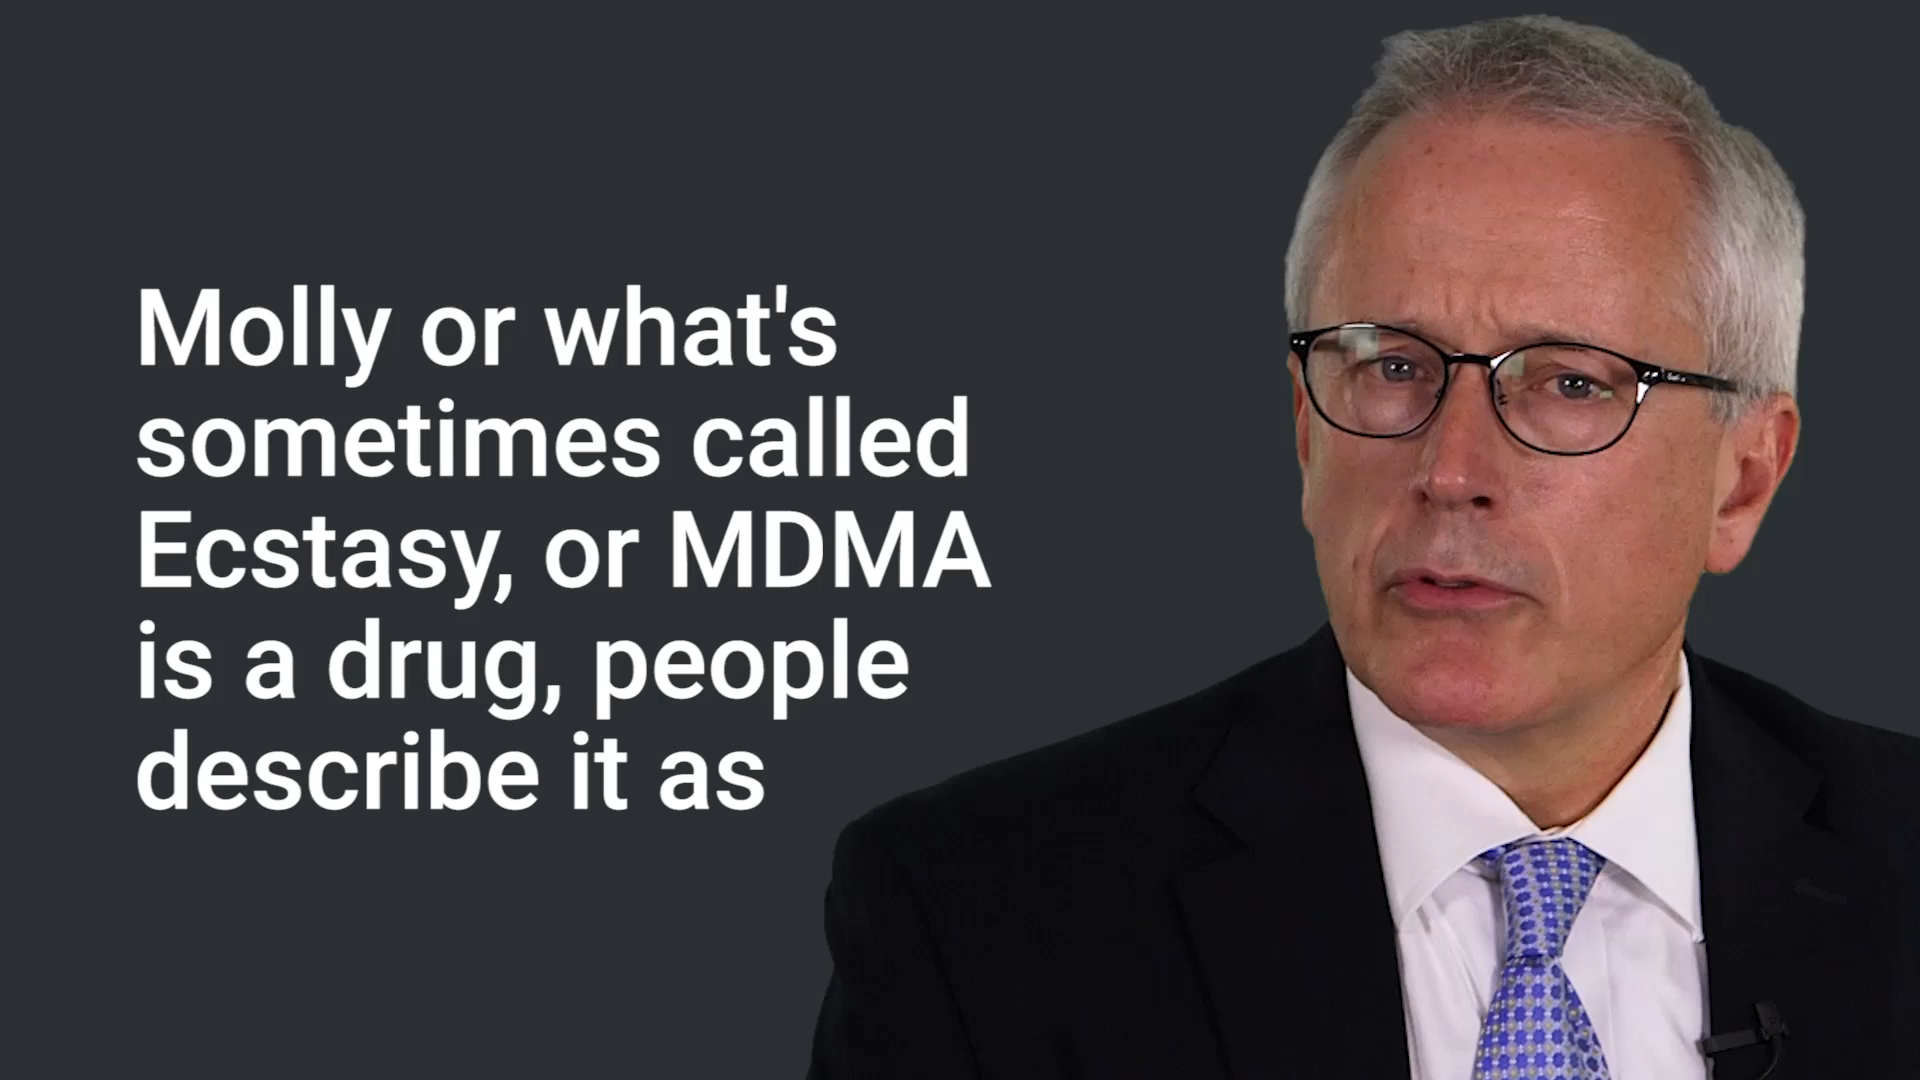 Molly or what's
sometimes called
Ecstasy, or MDMA
is a drug, people
describe it as